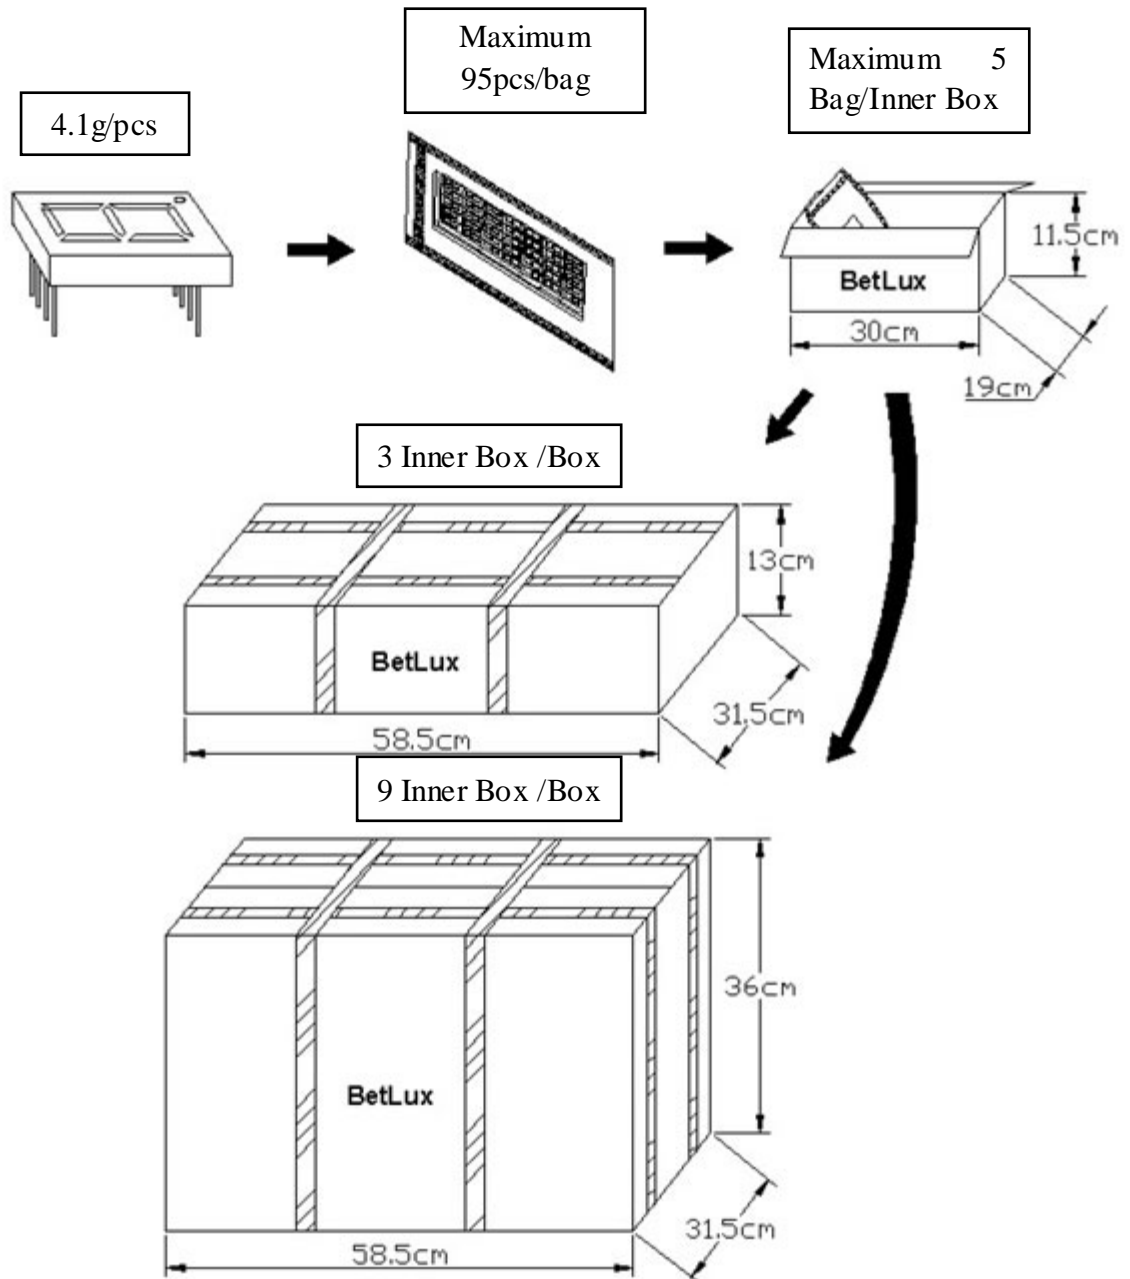 Maximum
95pcs/bag
Maximum 5
Bag/Inner Box
4.1g/pcs
11.5cm
BetLux
30cm
19cm
3 Inner Box /Box
13cm
BetLux
31.5cm
58.5cm
9 Inner Box /Box
36cm
BetLux
31.5cm
58.5cm